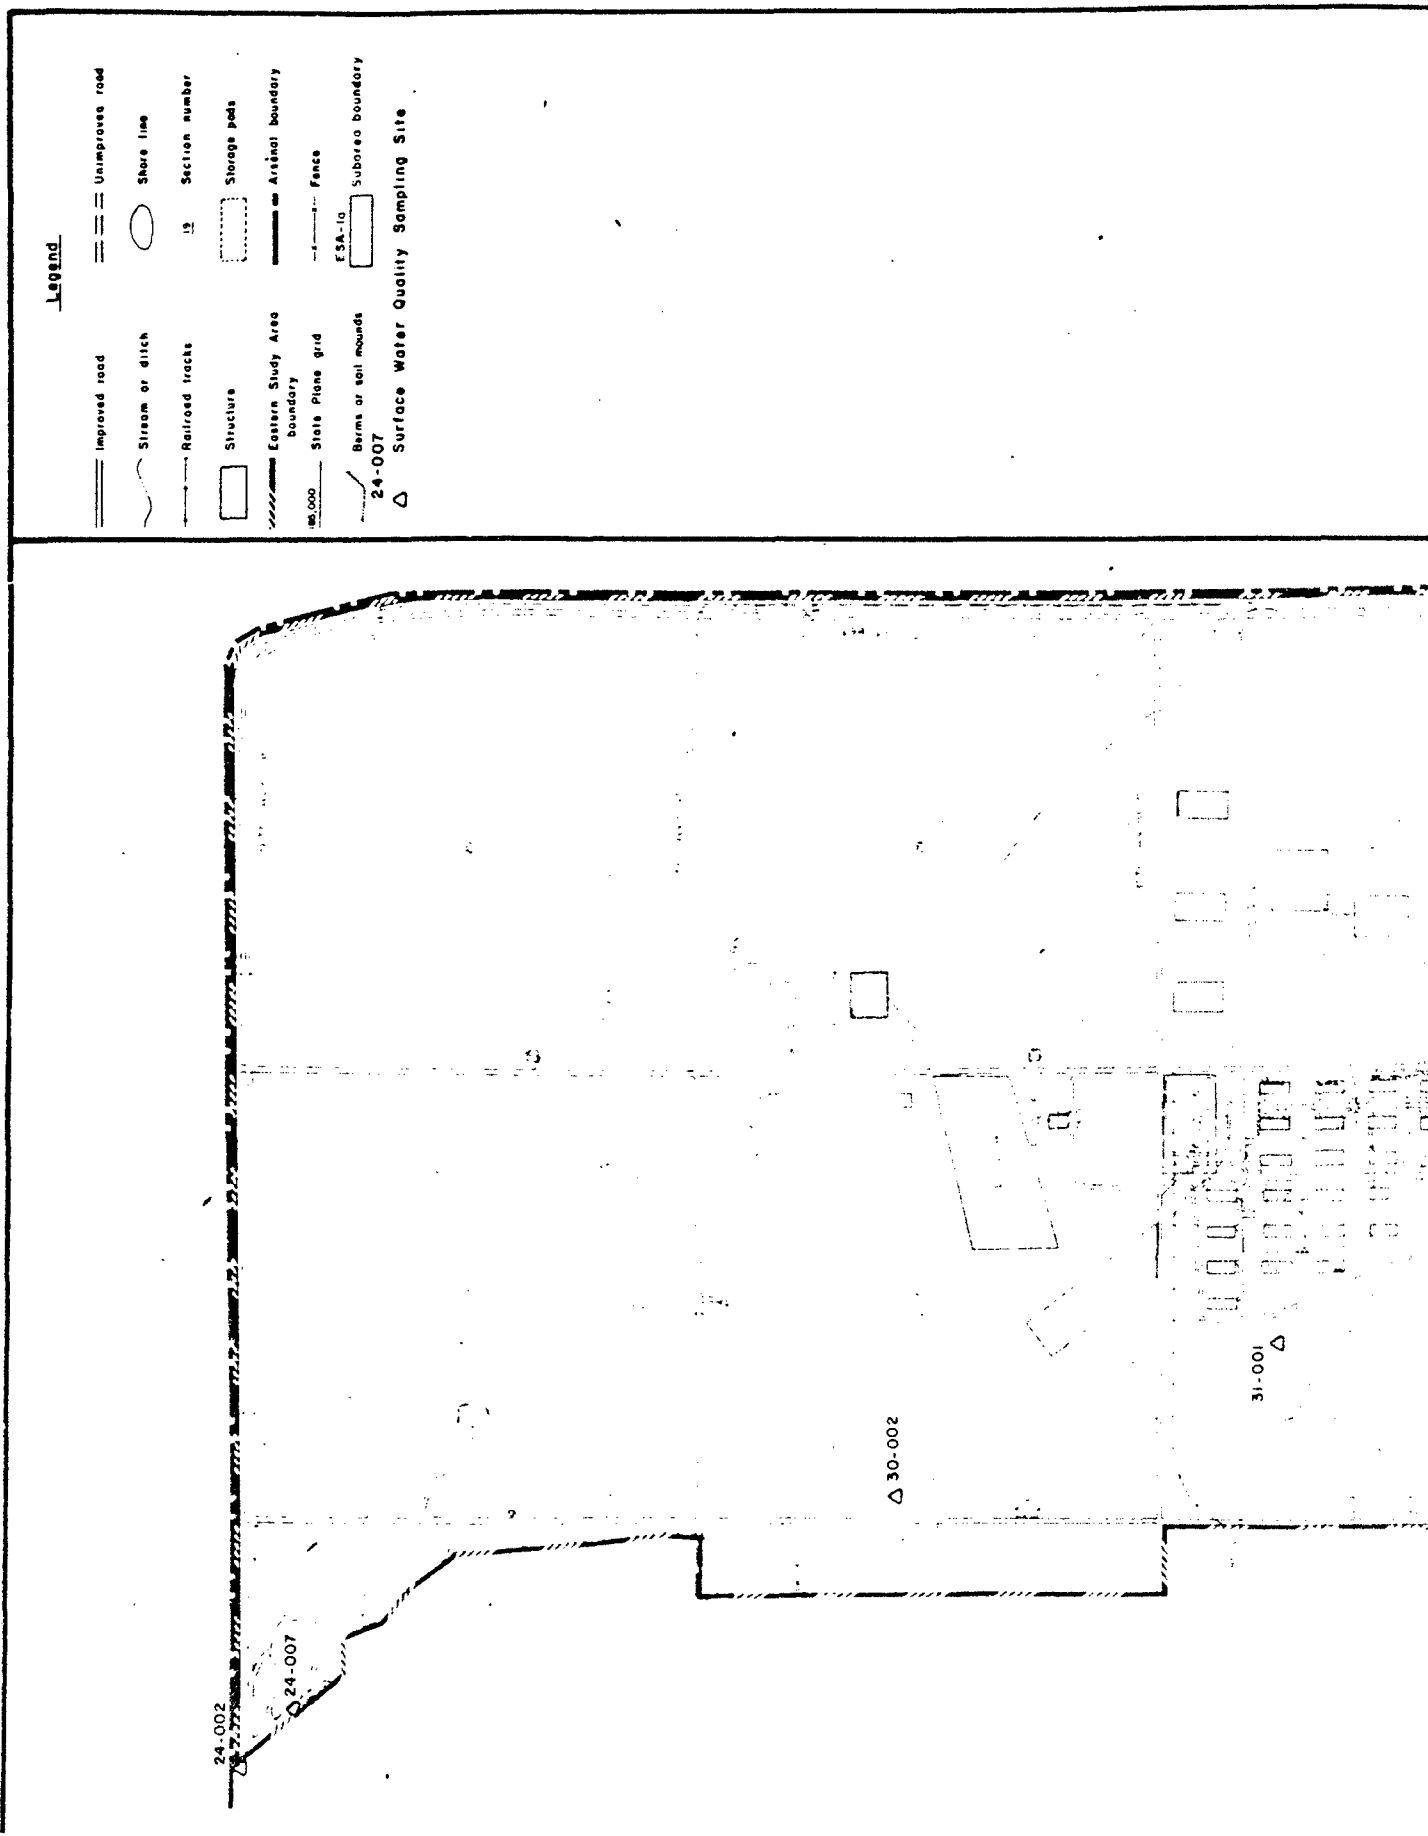 Legend
Improved road
Unimproved road
Stream or ditch
Shore line
Railroad tracks
19 Section number
Structure
Storage pads
Eastern Study Area
boundary
Arsenal boundary
185,000 State Plane grid
Fence
Berms or soil mounds
ESA-1a
Subarea boundary
24-007
Surface Water Quality Sampling Site
24-002
24-007
30-002
31-001